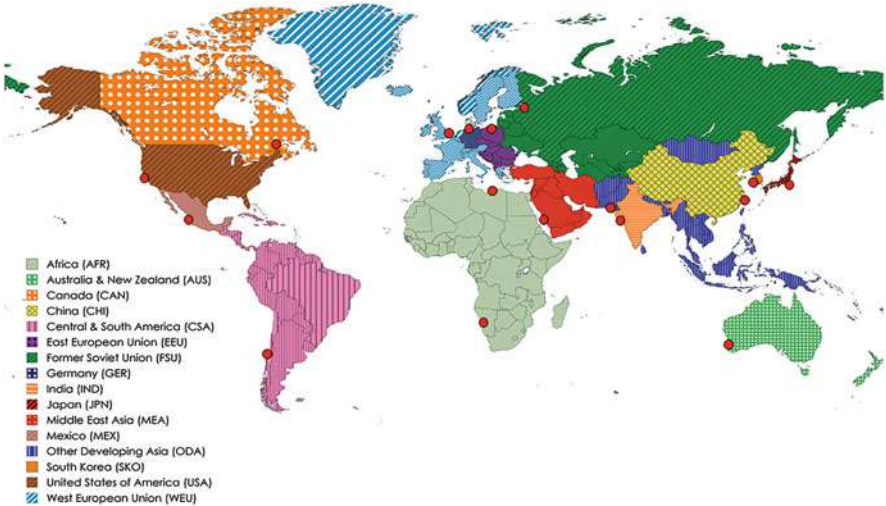 Africa (AFR)
Australia & New Zealand (AUS)
Canada (CAN)
China (CHI)
Central & South America (CSA)
East European Union (EEU)
Former Soviet Union (FSU)
Germany (GER)
India (IND)
Japan (JPN)
Middle East Asia (MEA)
Mexico (MEX)
Other Developing Asia (ODA)
South Korea (SKO)
United States of America (USA)
West European Union (WEU)